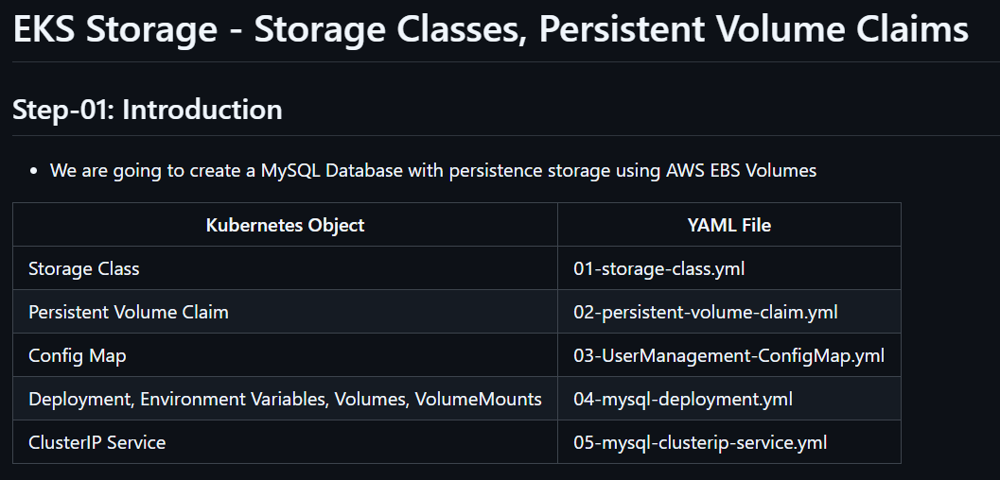 EKS Storage - Storage Classes, Persistent Volume Claims
Step-01: Introduction
• We are going to create a MySQL Database with persistence storage using AWS EBS Volumes
Kubernetes Object YAML File
Storage Class 01-storage-class.yml
Persistent Volume Claim 02-persistent-volume-claim.yml
Config Map 03-UserManagement-ConfigMap.yml
Deployment, Environment Variables, Volumes, VolumeMounts 04-mysql-deployment.yml
ClusterIP Service 05-mysql-clusterip-service.yml